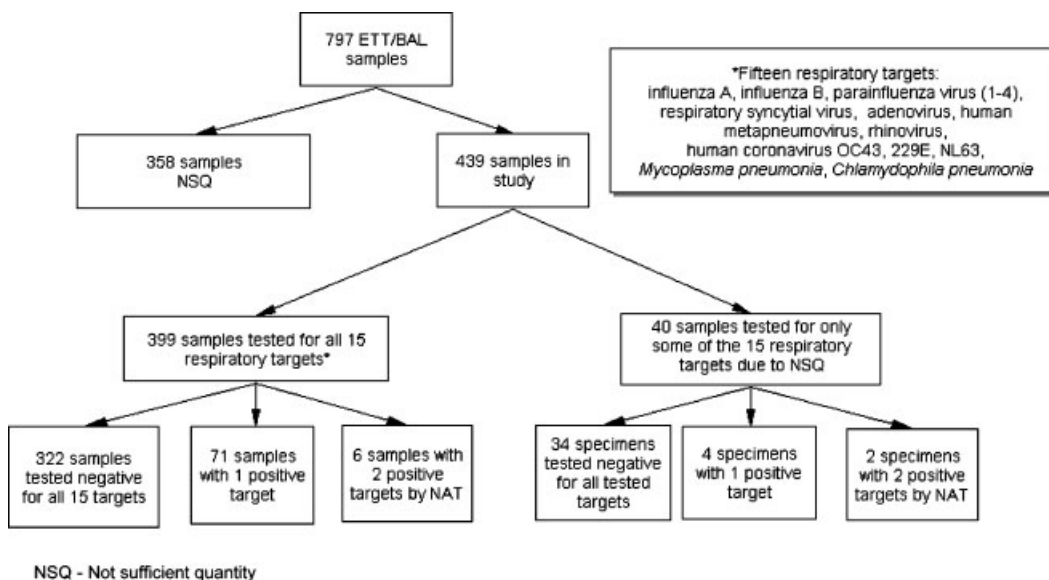 797 ETT/BAL
samples
*Fifteen respiratory targets:
influenza A, influenza B, parainfluenza virus (1-4),
respiratory syncytial virus, adenovirus, human
metapneumovirus, rhinovirus,
human coronavirus OC43, 229E, NL63,
Mycoplasma pneumonia, Chlamydophila pneumonia
358 samples
NSQ
439 samples in
study
399 samples tested for all 15
respiratory targets*
40 samples tested for only
some of the 15 respiratory
targets due to NSQ
322 samples
tested negative
for all 15 targets
71 samples
with 1 positive
target
6 samples with
2 positive
targets by NAT
34 specimens
tested negative
for all tested
targets
4 specimens
with 1 positive
target
2 specimens
with 2 positive
targets by NAT
NSQ - Not sufficient quantity